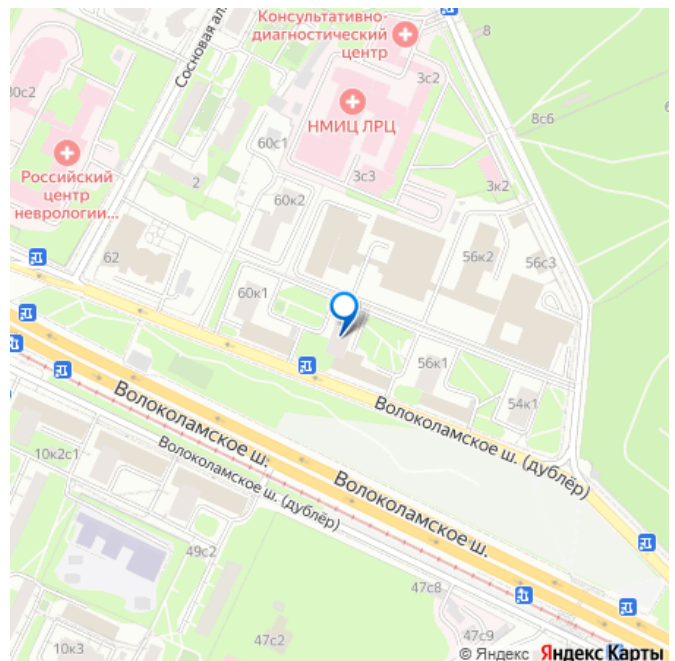 Консультативно-
диагностический
центр
Сосновая ал.
8
3с2
30с2
8с6
НМИЦ ЛРЦ
60с1
Российский
центр
неврологии...
2
3с3
3к2
60к2
62
56к2
56с3
60к1
56к1
54к1
Волоколамское ш. (дублёр)
Волоколамское ш.
Волоколамское ш. (дублёр)
Волоколамское ш.
10к2с1
49с2
47с8
47с2
47с9
10к3
© Яндекс Яндекс Карты